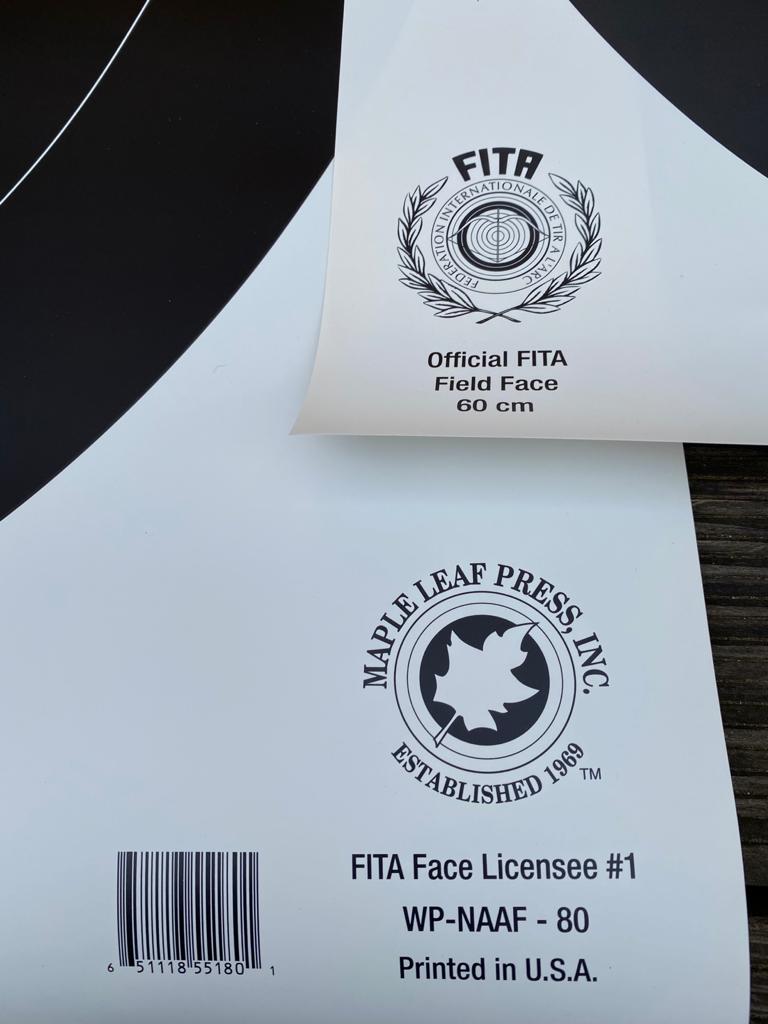 FITA
FEDERATION INTERNATIONALE DE TIR A L'ARC
Official FITA
Field Face
60 cm
MAPLE LEAF PRESS, INC.
ESTABLISHED 1969 TM
FITA Face Licensee #1
WP-NAAF - 80
Printed in U.S.A.
6 51118 55180 1